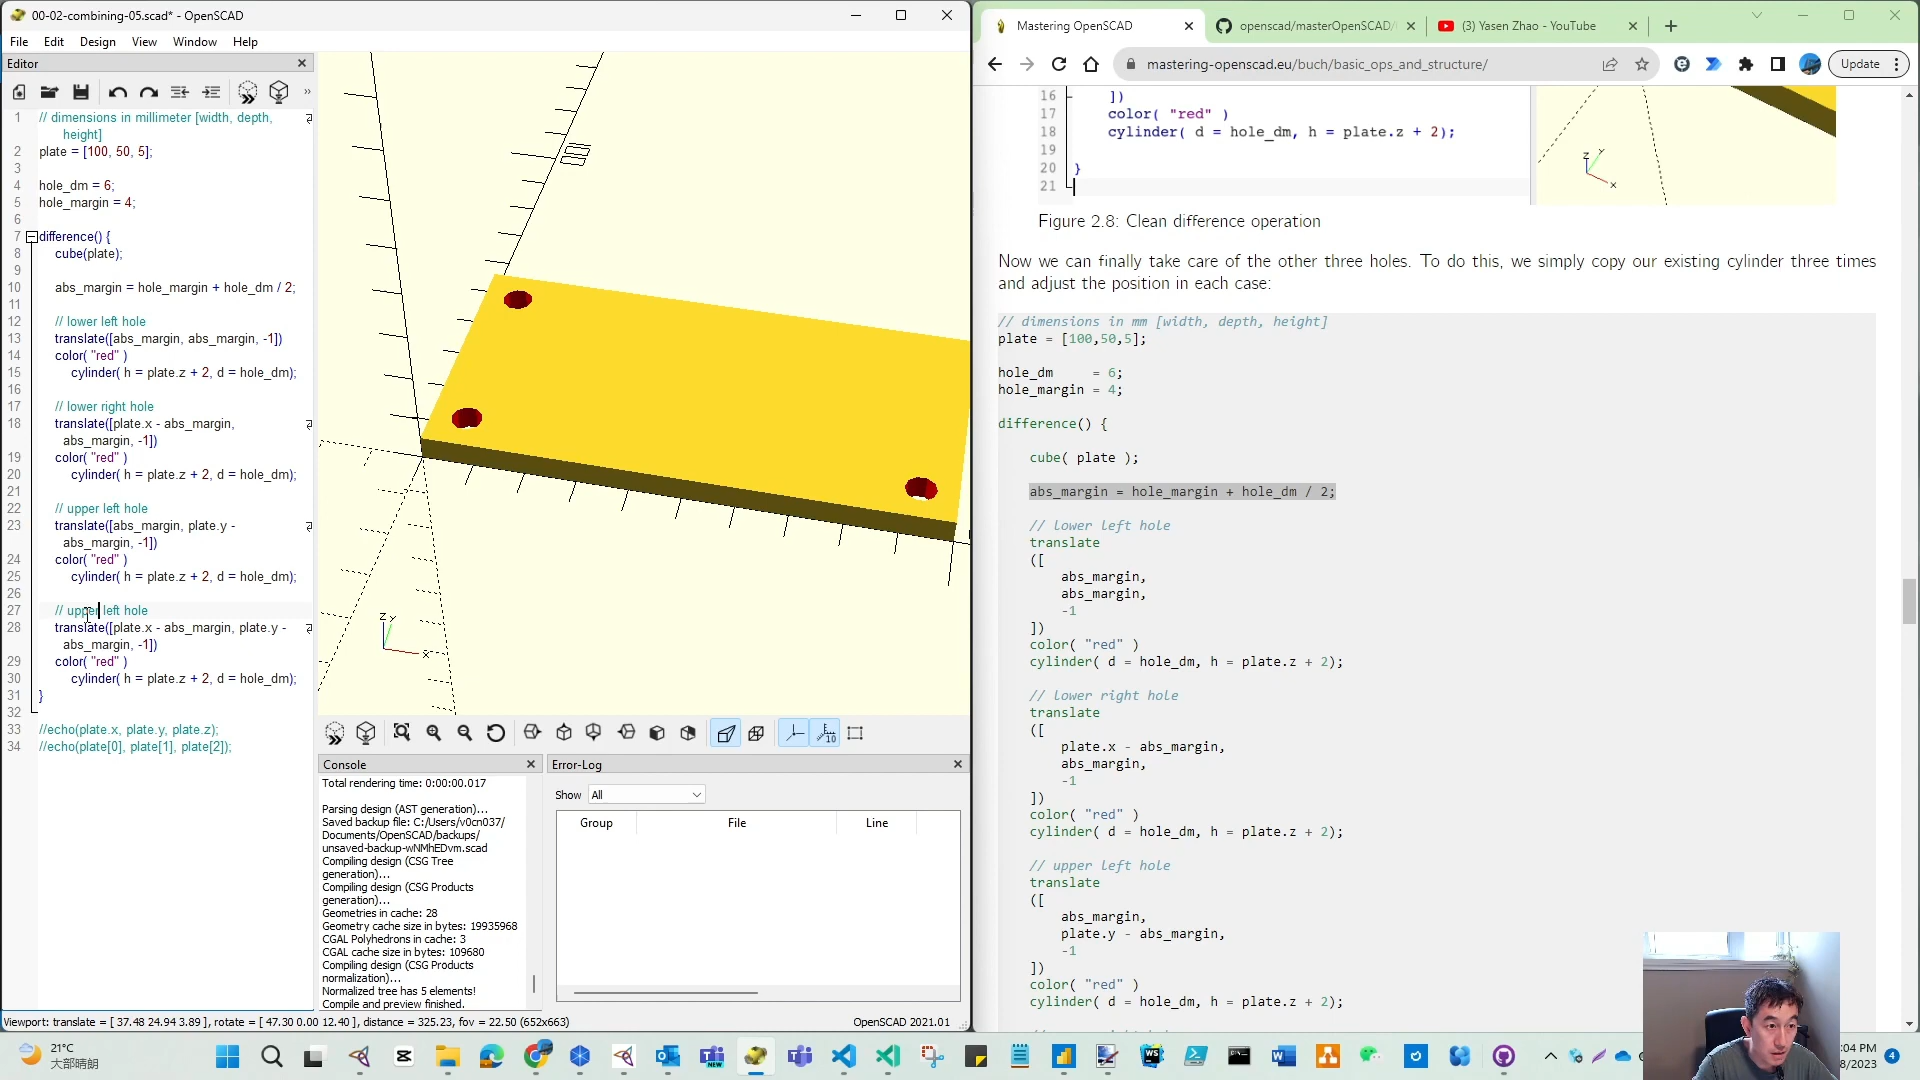 00-02-combining-05.scad* - OpenSCAD
File Edit Design View Window Help
Editor
1 // dimensions in millimeter [width, depth,
height]
2 plate = [100, 50, 5];
3
4 hole_dm = 6;
5 hole_margin = 4;
6
7 difference() {
8 cube(plate);
9
10 abs_margin = hole_margin + hole_dm / 2;
11
12 // lower left hole
13 translate([abs_margin, abs_margin, -1])
14 color( "red" )
15 cylinder( h = plate.z + 2, d = hole_dm);
16
17 // lower right hole
18 translate([plate.x - abs_margin,
abs_margin, -1])
19 color( "red" )
20 cylinder( h = plate.z + 2, d = hole_dm);
21
22 // upper left hole
23 translate([abs_margin, plate.y -
abs_margin, -1])
24 color( "red" )
25 cylinder( h = plate.z + 2, d = hole_dm);
26
27 // upper left hole
28 translate([plate.x - abs_margin, plate.y -
abs_margin, -1])
29 color( "red" )
30 cylinder( h = plate.z + 2, d = hole_dm);
31 }
32
33 //echo(plate.x, plate.y, plate.z);
34 //echo(plate[0], plate[1], plate[2]);
z y
x
10
Console
Total rendering time: 0:00:00.017
Parsing design (AST generation)...
Saved backup file: C:/Users/v0cn037/
Documents/OpenSCAD/backups/
unsaved-backup-wNMhEDvm.scad
Compiling design (CSG Tree
generation)...
Compiling design (CSG Products
generation)...
Geometries in cache: 28
Geometry cache size in bytes: 19935968
CGAL Polyhedrons in cache: 3
CGAL cache size in bytes: 109680
Compiling design (CSG Products
normalization)...
Normalized tree has 5 elements!
Compile and preview finished.
Error-Log
Show All
Group File Line
Viewport: translate = [ 37.48 24.94 3.89 ], rotate = [ 47.30 0.00 12.40 ], distance = 325.23, fov = 22.50 (652x663)
OpenSCAD 2021.01
Mastering OpenSCAD
openscad/masterOpenSCAD/
(3) Yasen Zhao - YouTube
mastering-openscad.eu/buch/basic_ops_and_structure/
Update
16 ])
17 color( "red" )
18 cylinder( d = hole_dm, h = plate.z + 2);
19
20 }
21
z y
x
Figure 2.8: Clean difference operation
Now we can finally take care of the other three holes. To do this, we simply copy our existing cylinder three times
and adjust the position in each case:
// dimensions in mm [width, depth, height]
plate = [100,50,5];
hole_dm = 6;
hole_margin = 4;
difference() {
cube( plate );
abs_margin = hole_margin + hole_dm / 2;
// lower left hole
translate
([
abs_margin,
abs_margin,
-1
])
color( "red" )
cylinder( d = hole_dm, h = plate.z + 2);
// lower right hole
translate
([
plate.x - abs_margin,
abs_margin,
-1
])
color( "red" )
cylinder( d = hole_dm, h = plate.z + 2);
// upper left hole
translate
([
abs_margin,
plate.y - abs_margin,
-1
])
color( "red" )
cylinder( d = hole_dm, h = plate.z + 2);
21°C
大部晴朗
:04 PM
8/2023
4